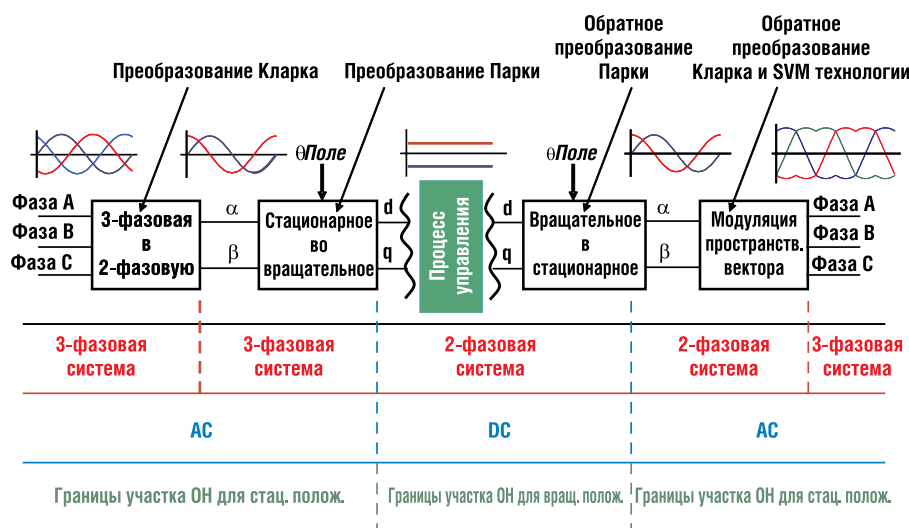 Обратное
преобразование
Парки
Обратное
преобразование
Кларка и SVM технологии
Преобразование Кларка
Преобразование Парки
θПоле
θПоле
Фаза A
Фаза B
Фаза C
3-фазовая
в
2-фазовую
α
β
Стационарное
во
вращательное
d
q
Процесс
управления
d
q
Вращательное
в
стационарное
α
β
Модуляция
пространств.
вектора
Фаза A
Фаза B
Фаза C
3-фазовая
система
3-фазовая
система
2-фазовая
система
2-фазовая
система
3-фазовая
система
AC
DC
AC
Границы участка ОН для стац. полож.
Границы участка ОН для вращ. полож.
Границы участка ОН для стац. полож.